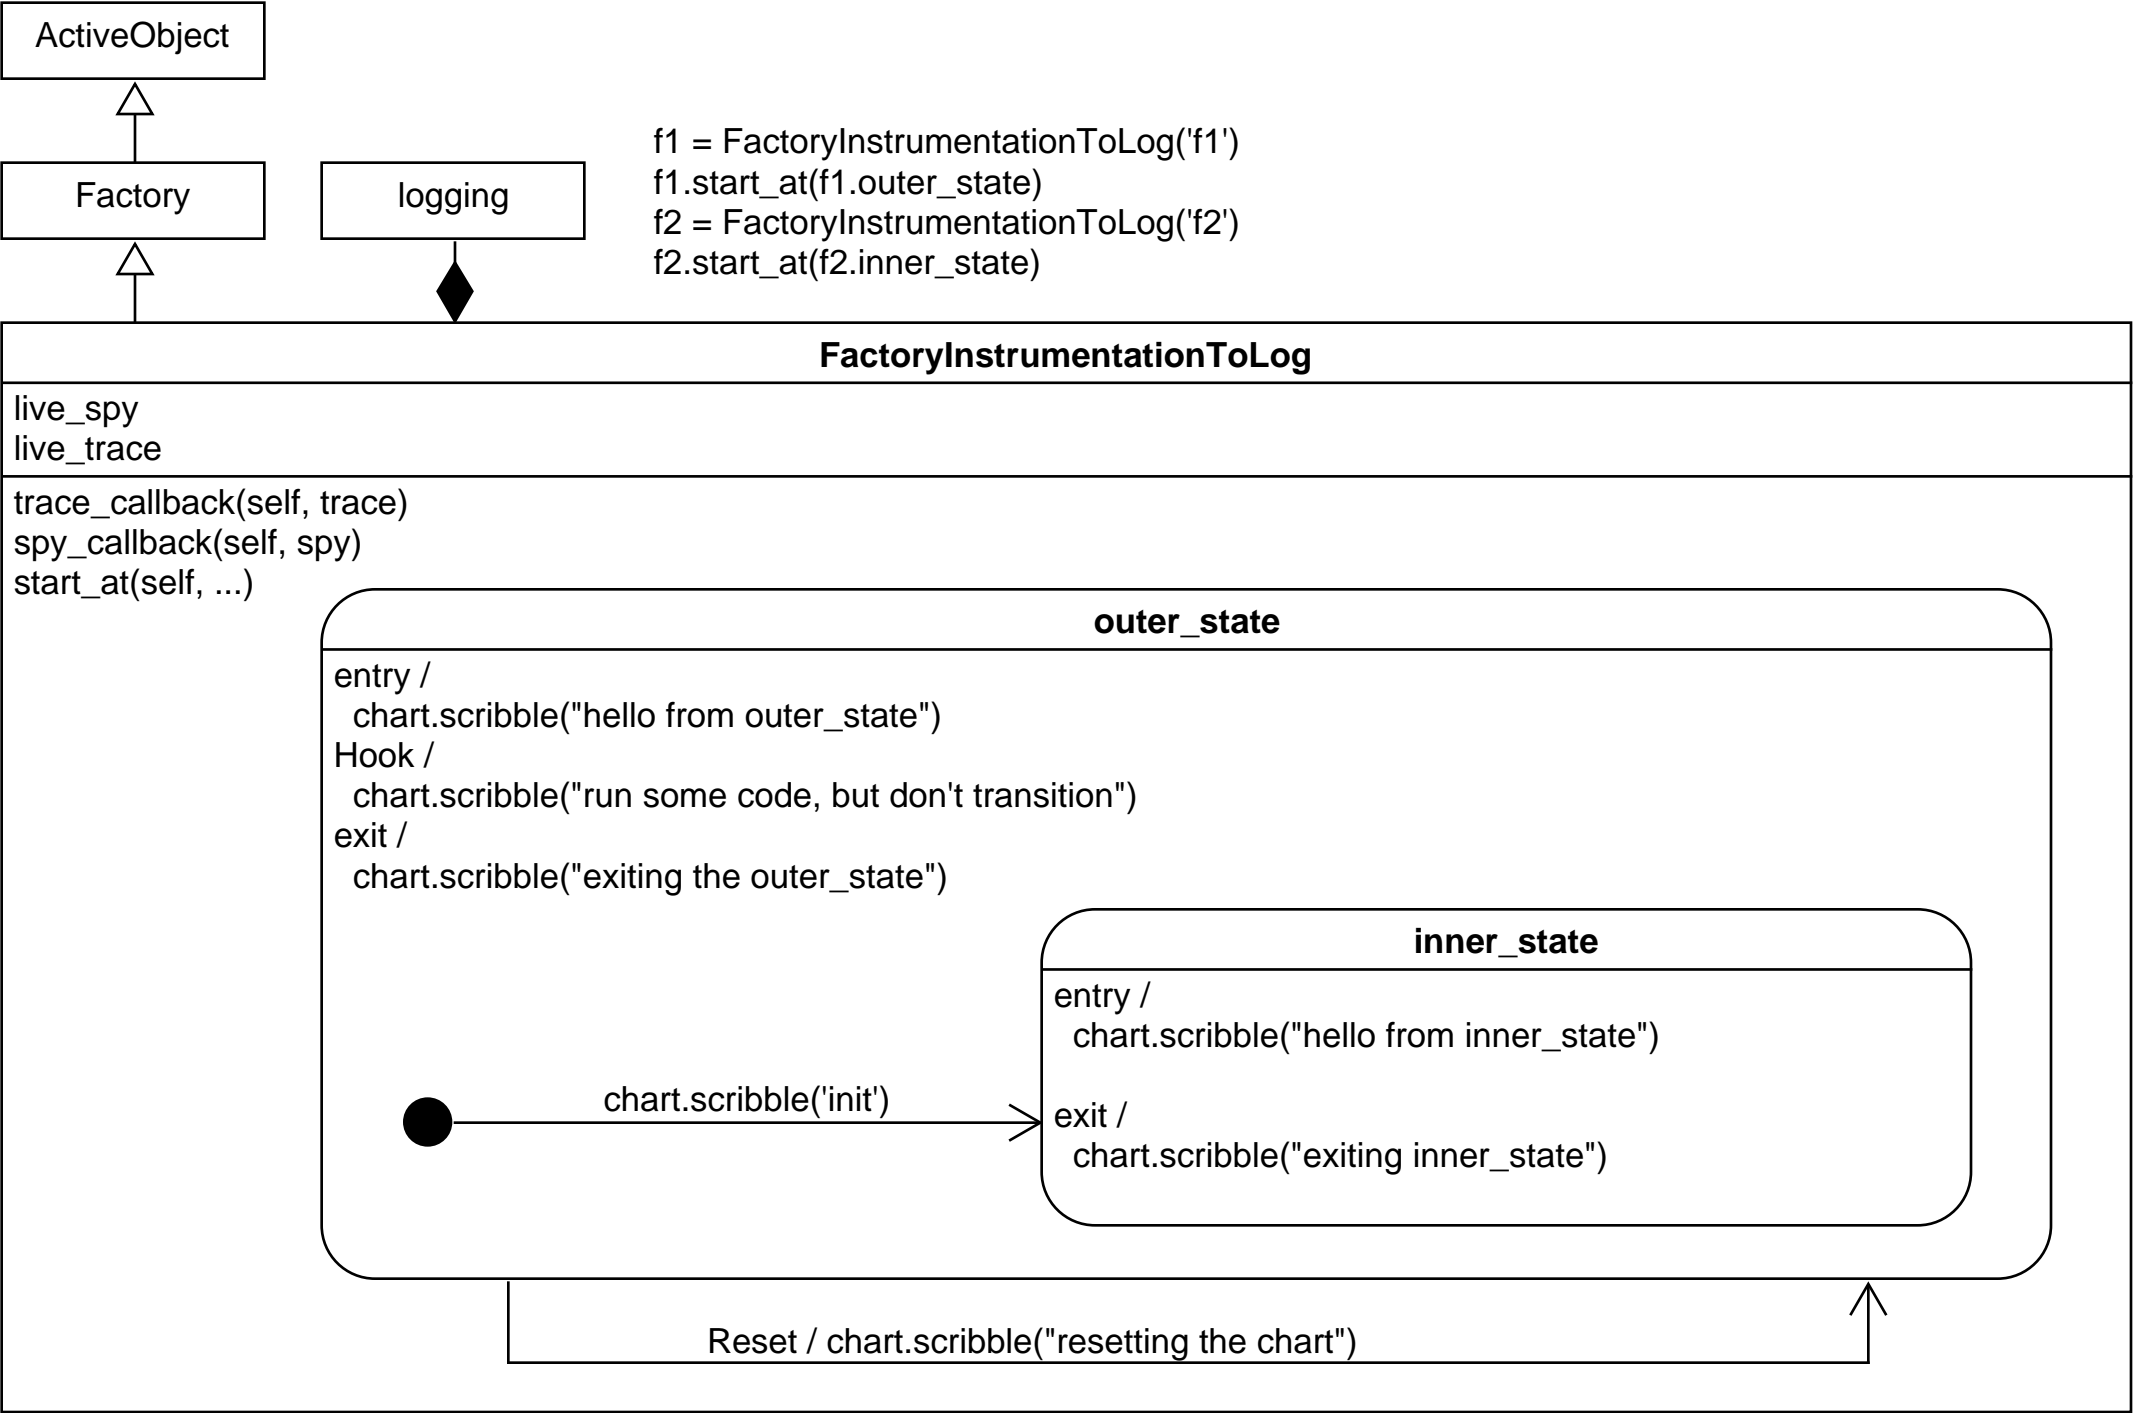 ActiveObject
Factory
logging
f1 = FactoryInstrumentationToLog('f1')
f1.start_at(f1.outer_state)
f2 = FactoryInstrumentationToLog('f2')
f2.start_at(f2.inner_state)
FactoryInstrumentationToLog
live_spy
live_trace
trace_callback(self, trace)
spy_callback(self, spy)
start_at(self, ...)
outer_state
entry /
chart.scribble("hello from outer_state")
Hook /
chart.scribble("run some code, but don't transition")
exit /
chart.scribble("exiting the outer_state")
inner_state
entry /
chart.scribble("hello from inner_state")
chart.scribble('init')
exit /
chart.scribble("exiting inner_state")
Reset / chart.scribble("resetting the chart")